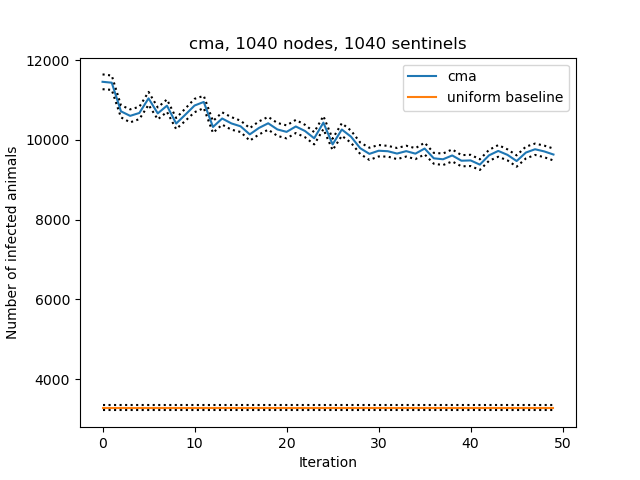 cma, 1040 nodes, 1040 sentinels
12000
10000
8000
6000
4000
Number of infected animals
cma
uniform baseline
0
10
20
30
40
50
Iteration